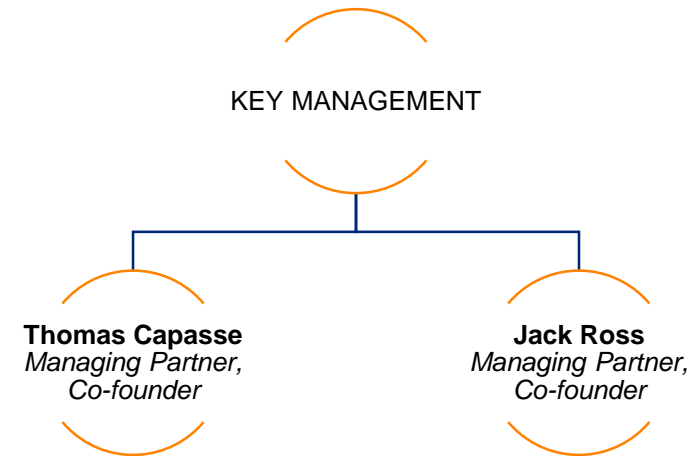 KEY MANAGEMENT
Thomas Capasse
Managing Partner,
Co-founder
Jack Ross
Managing Partner,
Co-founder